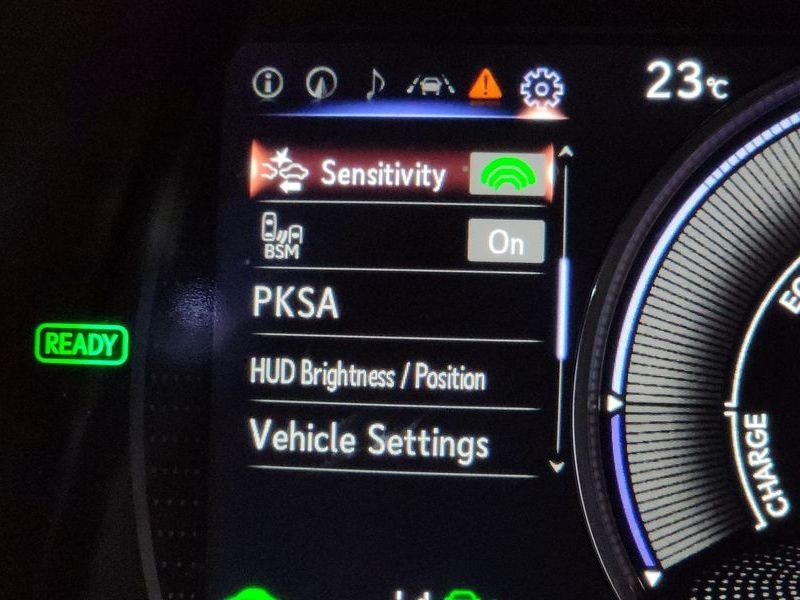 23℃
Sensitivity
BSM
On
PKSA
READY
HUD Brightness / Position
Vehicle Settings
CHARGE